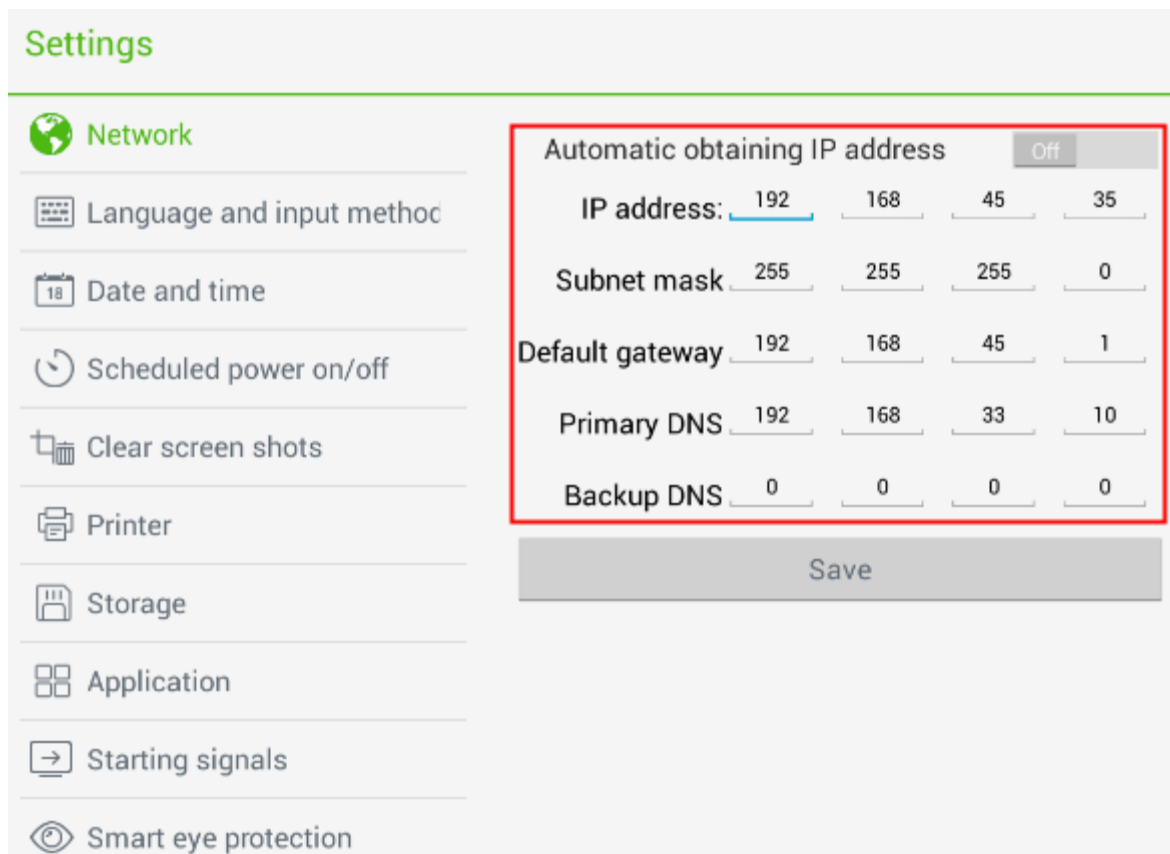 Settings
Network
Language and input method
18
Date and time
Scheduled power on/off
Clear screen shots
Printer
Storage
Application
Starting signals
Smart eye protection
Automatic obtaining IP address Off
IP address: 192 168 45 35
Subnet mask 255 255 255 0
Default gateway 192 168 45 1
Primary DNS 192 168 33 10
Backup DNS 0 0 0 0
Save